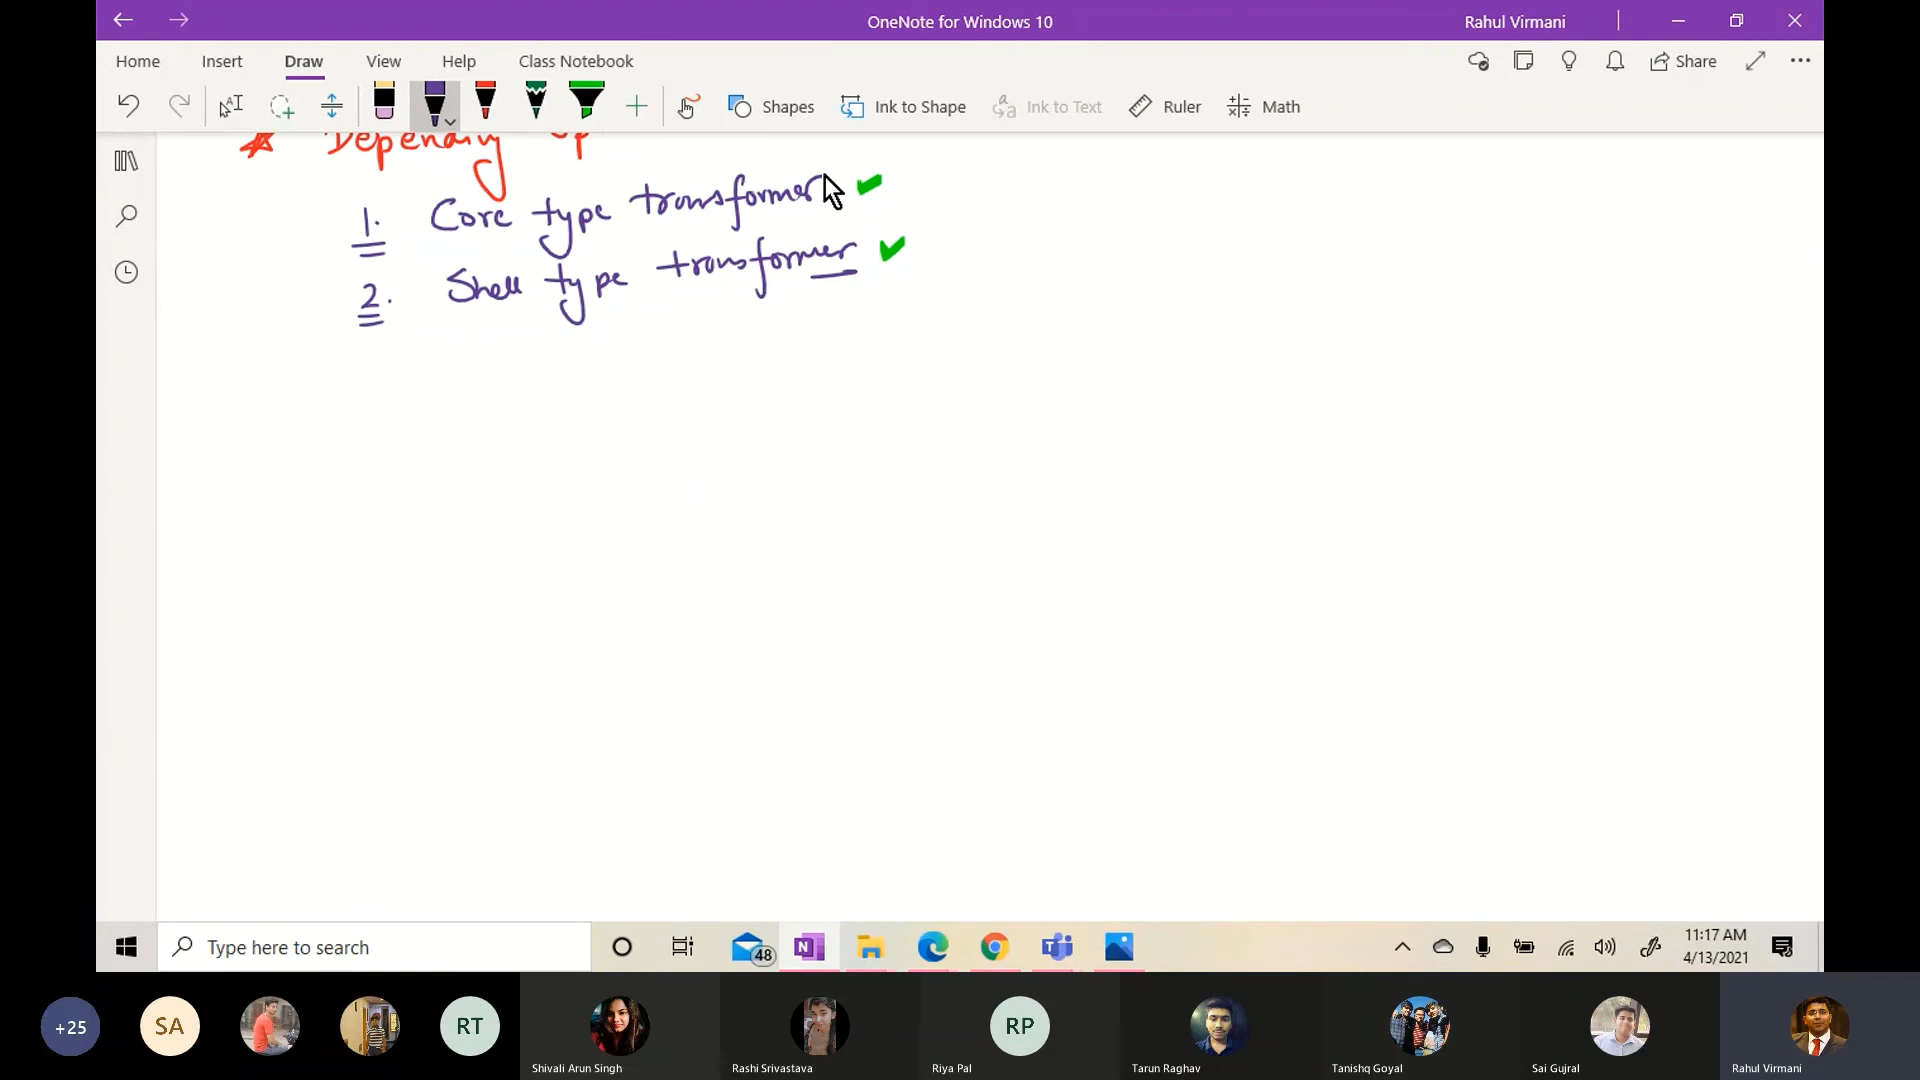 OneNote for Windows 10
Rahul Virmani
Home Insert Draw View Help Class Notebook
Share
Shapes Ink to Shape Ink to Text Ruler Math
Depending up
1. Core type transformer
2. Shell type transformer
Type here to search
48
11:17 AM
4/13/2021
+25
SA
RT
RP
Shivali Arun Singh
Rashi Srivastava
Riya Pal
Tarun Raghav
Tanishq Goyal
Sai Gujral
Rahul Virmani